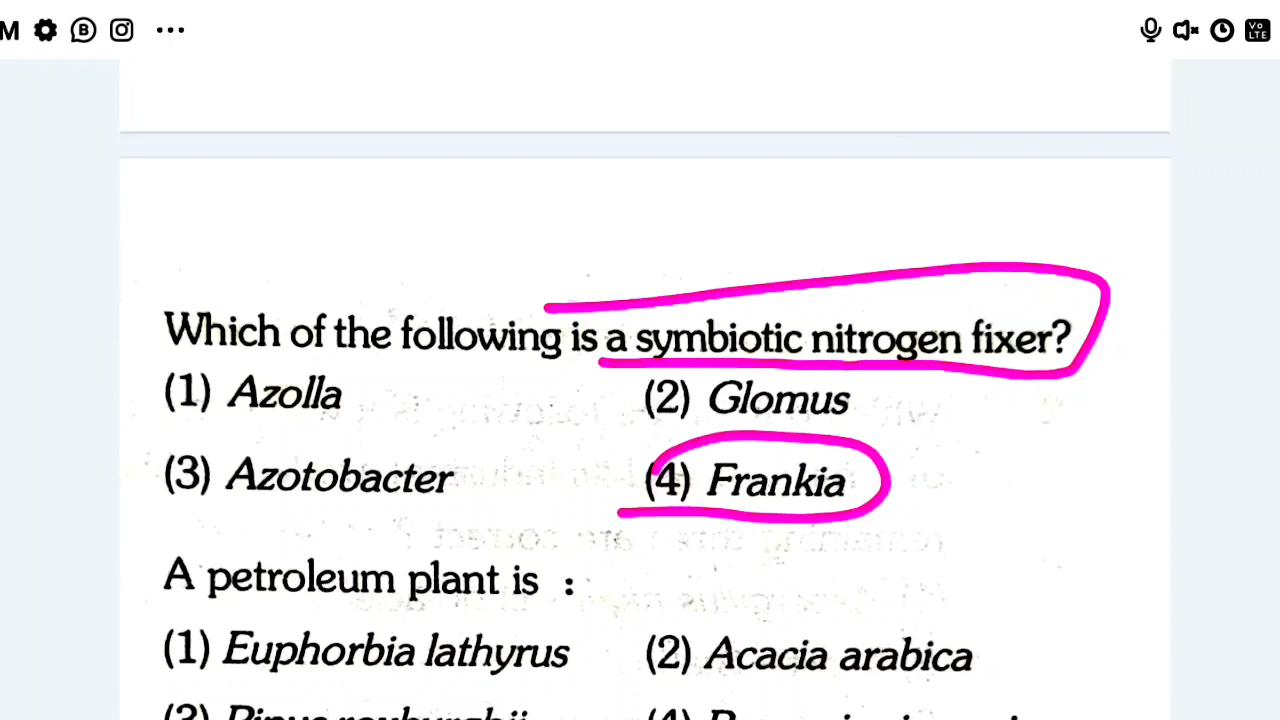 M
Which of the following is a symbiotic nitrogen fixer?
(1) Azolla (2) Glomus
(3) Azotobacter (4) Frankia
A petroleum plant is :
(1) Euphorbia lathyrus (2) Acacia arabica